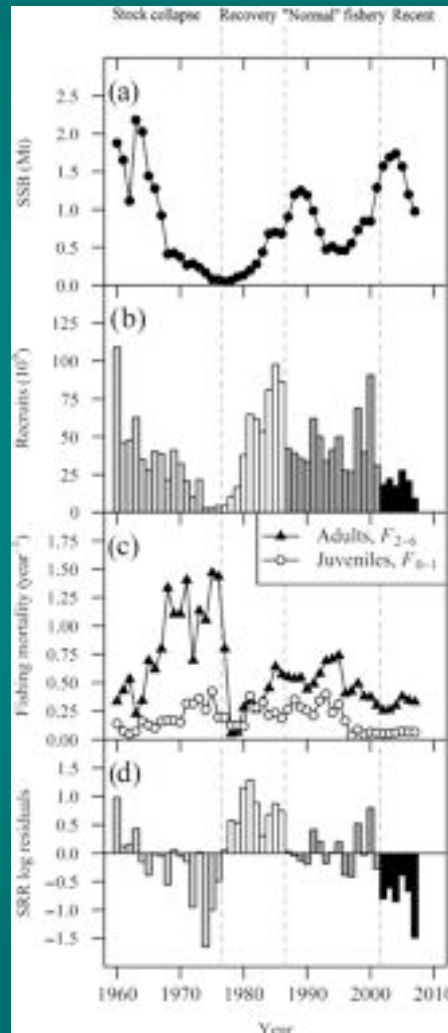 Stock collapse Recovery "Normal" fishery Recent
(a)
SSB (Mt)
2.5
2.0
1.5
1.0
0.5
0.0
(b)
Recruits (10⁹)
125
100
75
50
25
0
(c)
Adults, F₂₋₆
Juveniles, F₀₋₁
Fishing mortality (year⁻¹)
1.75
1.50
1.25
1.00
0.75
0.50
0.25
0.00
(d)
SRR log residuals
1.5
1.0
0.5
0.0
−0.5
−1.0
−1.5
1960 1970 1980 1990 2000 2010
Year